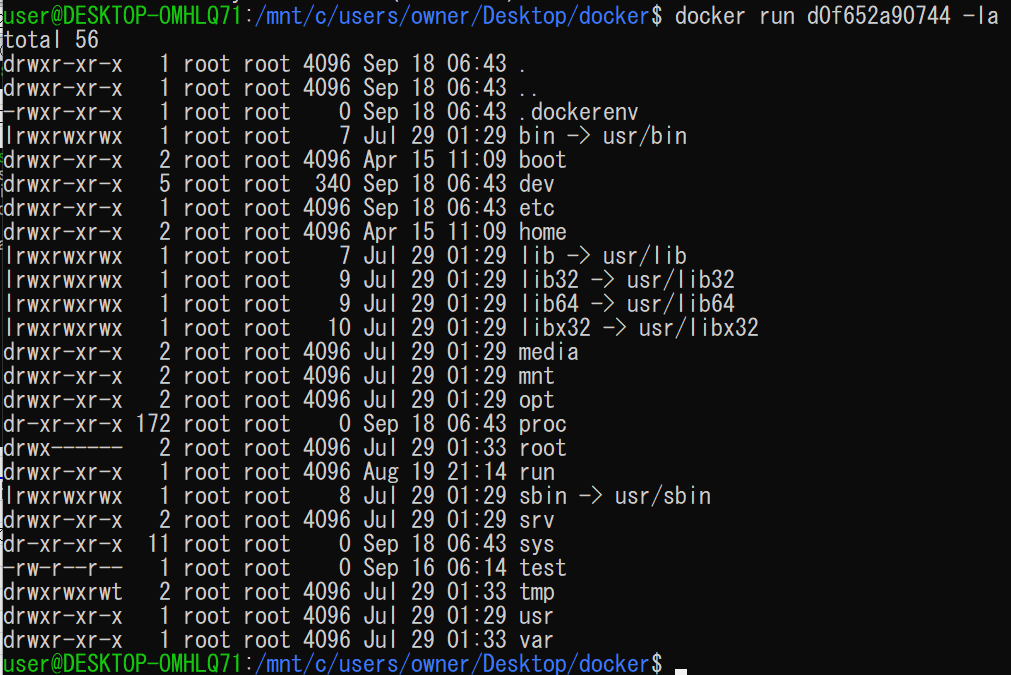 user@DESKTOP-OMHLQ71:/mnt/c/users/owner/Desktop/docker$ docker run d0f652a90744 -la
total 56
drwxr-xr-x   1 root root 4096 Sep 18 06:43 .
drwxr-xr-x   1 root root 4096 Sep 18 06:43 ..
-rwxr-xr-x   1 root root    0 Sep 18 06:43 .dockerenv
lrwxrwxrwx   1 root root    7 Jul 29 01:29 bin -> usr/bin
drwxr-xr-x   2 root root 4096 Apr 15 11:09 boot
drwxr-xr-x   5 root root  340 Sep 18 06:43 dev
drwxr-xr-x   1 root root 4096 Sep 18 06:43 etc
drwxr-xr-x   2 root root 4096 Apr 15 11:09 home
lrwxrwxrwx   1 root root    7 Jul 29 01:29 lib -> usr/lib
lrwxrwxrwx   1 root root    9 Jul 29 01:29 lib32 -> usr/lib32
lrwxrwxrwx   1 root root    9 Jul 29 01:29 lib64 -> usr/lib64
lrwxrwxrwx   1 root root   10 Jul 29 01:29 libx32 -> usr/libx32
drwxr-xr-x   2 root root 4096 Jul 29 01:29 media
drwxr-xr-x   2 root root 4096 Jul 29 01:29 mnt
drwxr-xr-x   2 root root 4096 Jul 29 01:29 opt
dr-xr-xr-x 172 root root    0 Sep 18 06:43 proc
drwx------   2 root root 4096 Jul 29 01:33 root
drwxr-xr-x   1 root root 4096 Aug 19 21:14 run
lrwxrwxrwx   1 root root    8 Jul 29 01:29 sbin -> usr/sbin
drwxr-xr-x   2 root root 4096 Jul 29 01:29 srv
dr-xr-xr-x  11 root root    0 Sep 18 06:43 sys
-rw-r--r--   1 root root    0 Sep 16 06:14 test
drwxrwxrwt   2 root root 4096 Jul 29 01:33 tmp
drwxr-xr-x   1 root root 4096 Jul 29 01:29 usr
drwxr-xr-x   1 root root 4096 Jul 29 01:33 var
user@DESKTOP-OMHLQ71:/mnt/c/users/owner/Desktop/docker$